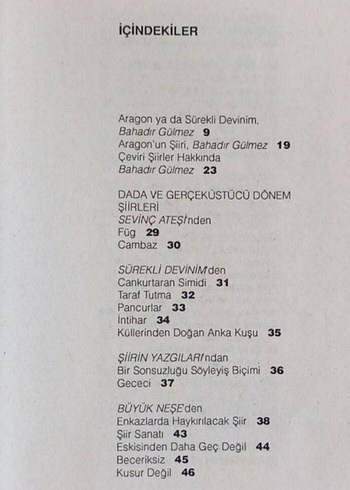 İÇİNDEKİLER
Aragon ya da Sürekli Devinim,
Bahadır Gülmez 9
Aragon'un Şiiri, Bahadır Gülmez 19
Çeviri Şiirler Hakkında
Bahadır Gülmez 23
DADA VE GERÇEKÜSTÜCÜ DÖNEM
ŞİİRLERİ
SEVİNÇ ATEŞİ'nden
Füg 29
Cambaz 30
SÜREKLİ DEVİNİM'den
Cankurtaran Simidi 31
Taraf Tutma 32
Pancurlar 33
İntihar 34
Küllerinden Doğan Anka Kuşu 35
ŞİİRİN YAZGILARI'ndan
Bir Sonsuzluğu Söyleyiş Biçimi 36
Gececi 37
BÜYÜK NEŞE'den
Enkazlarda Haykırılacak Şiir 38
Şiir Sanatı 43
Eskisinden Daha Geç Değil 44
Beceriksiz 45
Kusur Değil 46